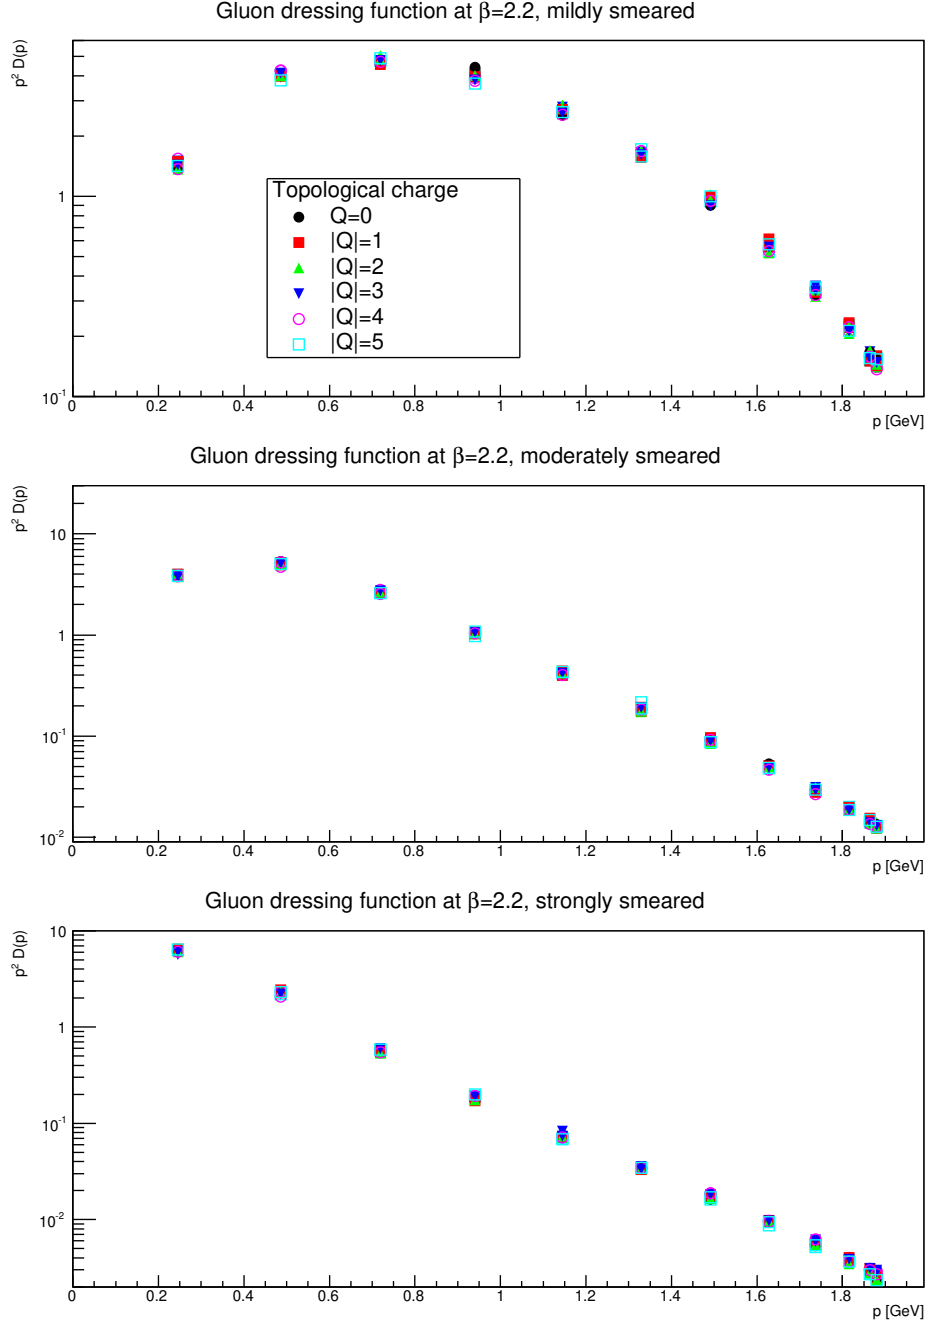 Gluon dressing function at β=2.2, mildly smeared
p² D(p)
1
10⁻¹
Topological charge
Q=0
|Q|=1
|Q|=2
|Q|=3
|Q|=4
|Q|=5
0 0.2 0.4 0.6 0.8 1 1.2 1.4 1.6 1.8
p [GeV]
Gluon dressing function at β=2.2, moderately smeared
p² D(p)
10
1
10⁻¹
10⁻²
0 0.2 0.4 0.6 0.8 1 1.2 1.4 1.6 1.8
p [GeV]
Gluon dressing function at β=2.2, strongly smeared
p² D(p)
10
1
10⁻¹
10⁻²
0 0.2 0.4 0.6 0.8 1 1.2 1.4 1.6 1.8
p [GeV]